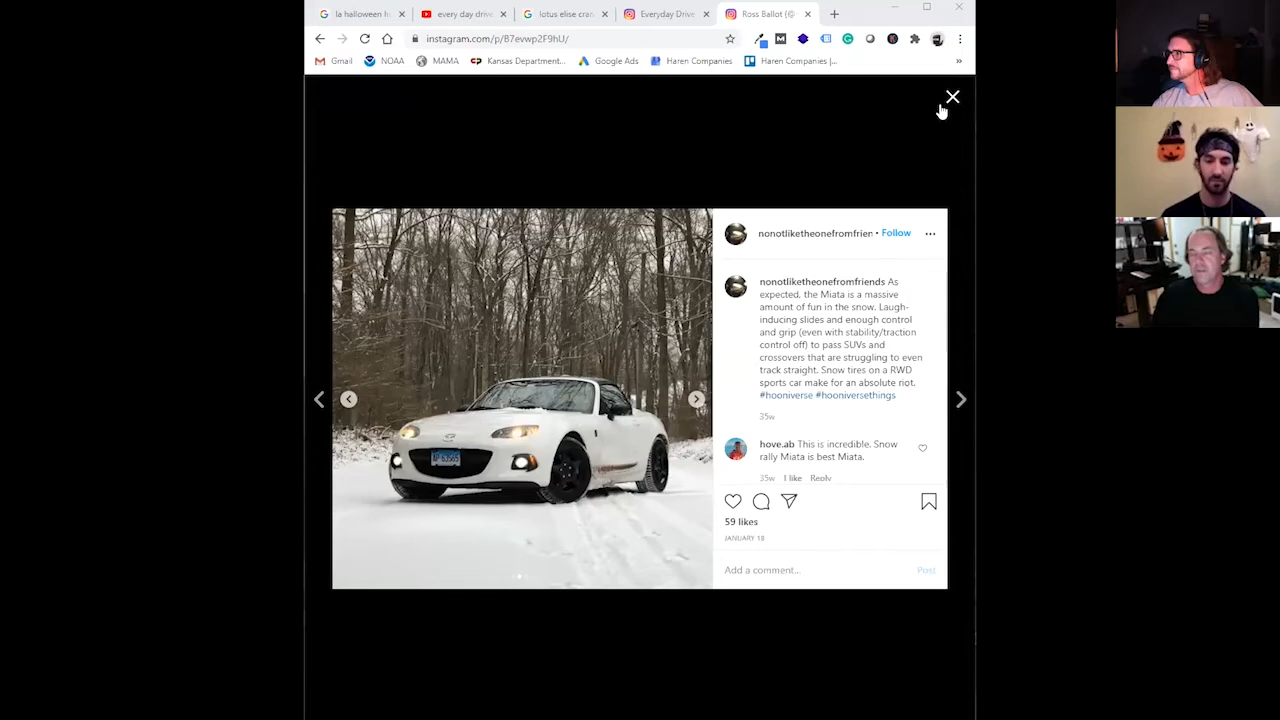 la halloween h
every day drive
lotus elise cran
Everyday Drive
Ross Ballot (@
instagram.com/p/B7evwp2F9hU/
Gmail
NOAA
MAMA
Kansas Department...
Google Ads
Haren Companies
Haren Companies |...
»
nonotliketheonefromfrien • Follow
nonotliketheonefromfriends As
expected, the Miata is a massive
amount of fun in the snow. Laugh-
inducing slides and enough control
and grip (even with stability/traction
control off) to pass SUVs and
crossovers that are struggling to even
track straight. Snow tires on a RWD
sports car make for an absolute riot.
#hooniverse #hooniversethings
35w
hove.ab This is incredible. Snow
rally Miata is best Miata.
35w 1 like Reply
59 likes
JANUARY 18
Add a comment... Post